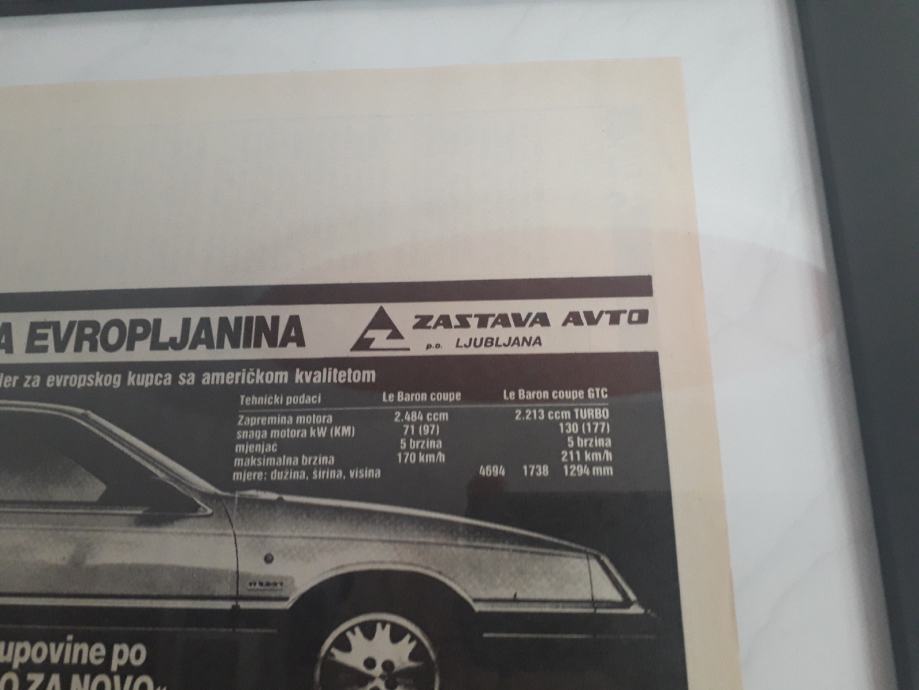 A EVROPLJANINA
ZASTAVA AVTO
p.o. LJUBLJANA
ler za evropskog kupca sa američkom kvalitetom
Tehnički podaci Le Baron coupe Le Baron coupe GTC
Zapremina motora 2.484 ccm 2.213 ccm TURBO
snaga motora kW (KM) 71 (97) 130 (177)
mjenjač 5 brzina 5 brzina
maksimalna brzina 170 km/h 211 km/h
mjere: dužina, širina, visina 4694 1738 1294 mm
upovine po
O ZA NOVO“